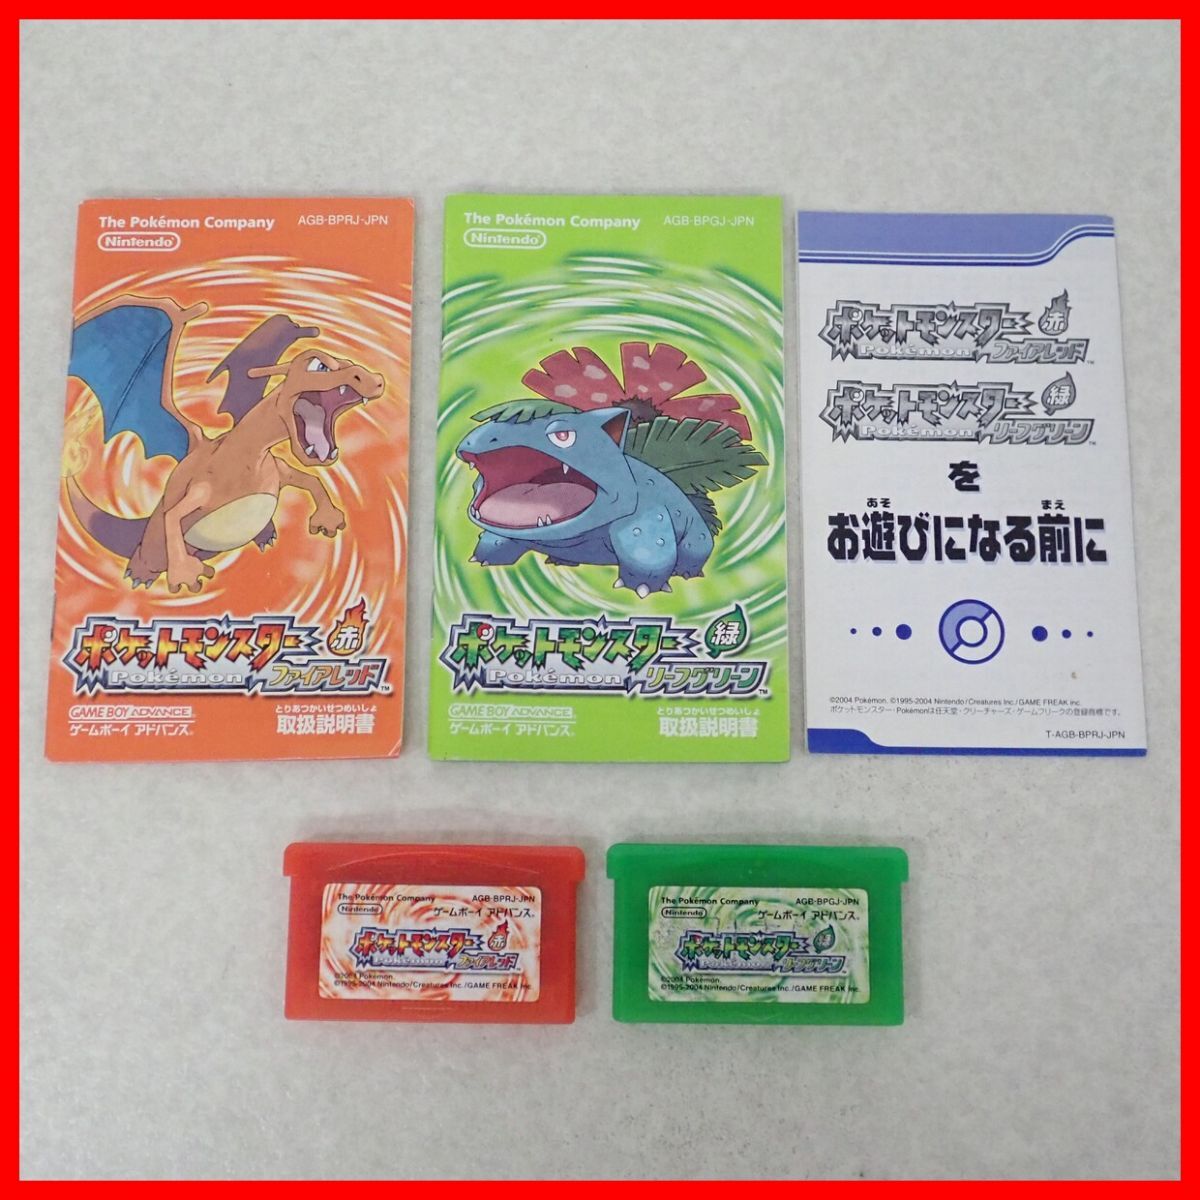 The Pokémon Company
AGB-BPRJ-JPN
Nintendo
ポケットモンスター
赤
Pokémon
ファイアレッド™
GAME BOY ADVANCE
ゲームボーイ アドバンス®
とりあつかいせつめいしょ
取扱説明書
The Pokémon Company
AGB-BPGJ-JPN
Nintendo
ポケットモンスター
緑
Pokémon
リーフグリーン™
GAME BOY ADVANCE
ゲームボーイ アドバンス®
とりあつかいせつめいしょ
取扱説明書
ポケットモンスター
赤
Pokémon
ファイアレッド™
ポケットモンスター
緑
Pokémon
リーフグリーン™
を
あそ まえ
お遊びになる前に
©2004 Pokémon. ©1995-2004 Nintendo/Creatures Inc./GAME FREAK inc.
ポケットモンスター・Pokémonは任天堂・クリーチャーズ・ゲームフリークの登録商標です。
T-AGB-BPRJ-JPN
The Pokémon Company
AGB-BPRJ-JPN
Nintendo
ゲームボーイ アドバンス®
ポケットモンスター
赤
Pokémon
ファイアレッド™
©2004 Pokémon.
©1995-2004 Nintendo/Creatures Inc./GAME FREAK inc.
The Pokémon Company
AGB-BPGJ-JPN
Nintendo
ゲームボーイ アドバンス®
ポケットモンスター
緑
Pokémon
リーフグリーン™
©2004 Pokémon.
©1995-2004 Nintendo/Creatures Inc./GAME FREAK inc.